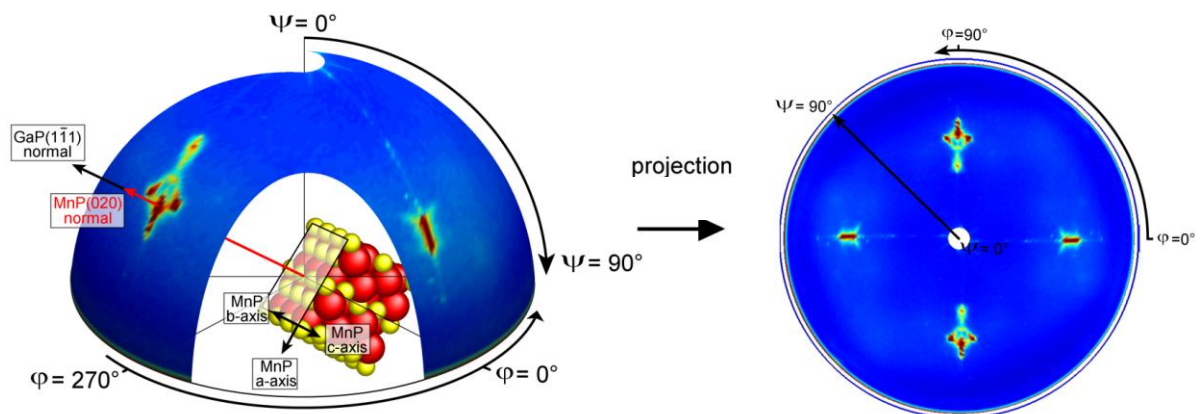 Ψ= 0°
GaP(11̄1)
normal
MnP(020)
normal
MnP
b-axis
MnP
c-axis
MnP
a-axis
Ψ= 90°
φ= 270°
φ= 0°
projection
φ=90°
Ψ= 90°
Ψ= 0°
φ=0°